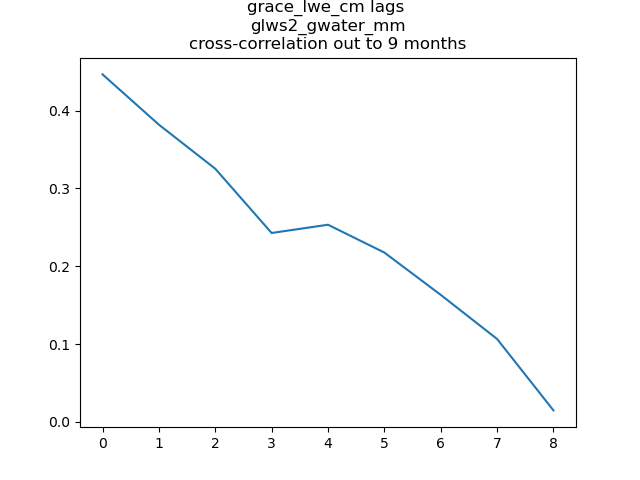 grace_lwe_cm lags
glws2_gwater_mm
cross-correlation out to 9 months
0.4
0.3
0.2
0.1
0.0
0 1 2 3 4 5 6 7 8